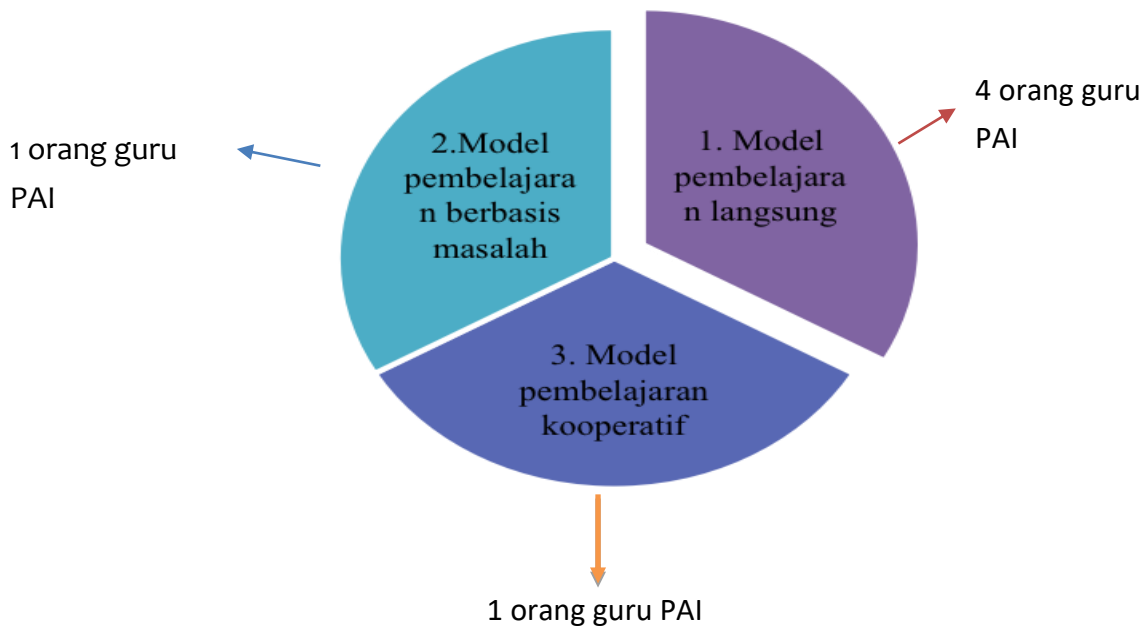 4 orang guru
PAI
1. Model
pembelajara
n langsung
1 orang guru
PAI
2.Model
pembelajara
n berbasis
masalah
3. Model
pembelajaran
kooperatif
1 orang guru PAI